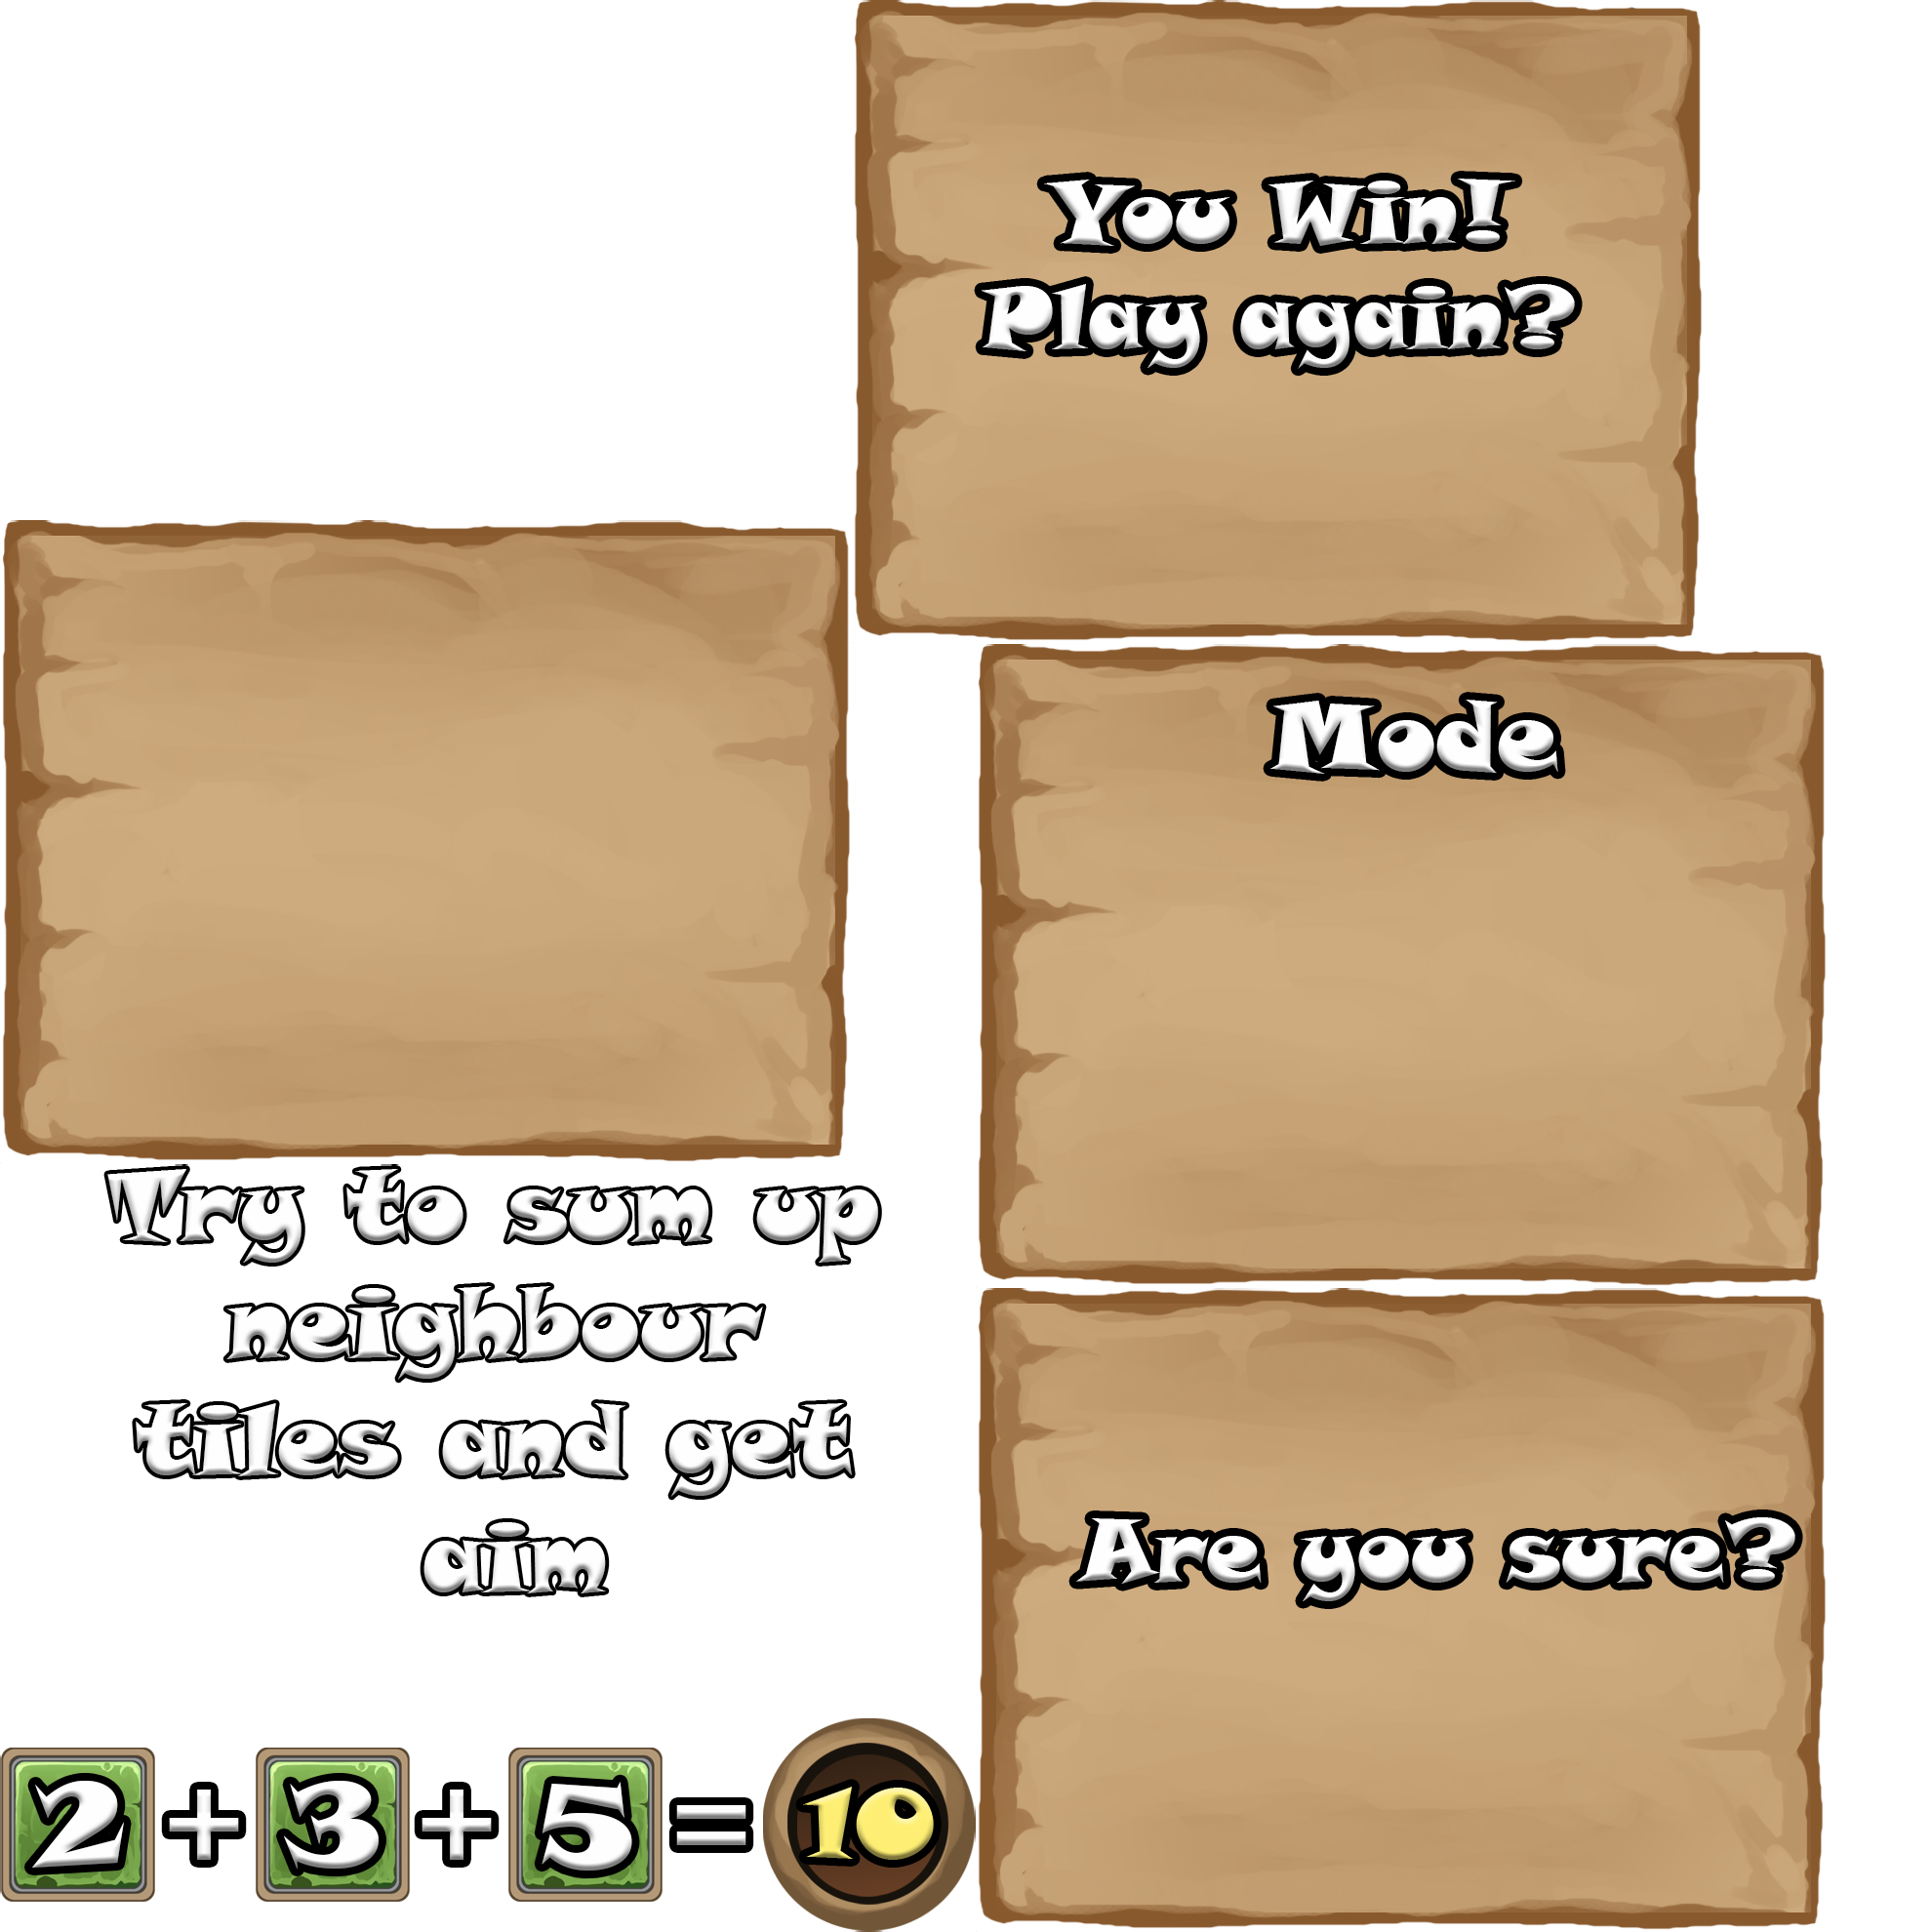 You Win!
Play again?
Mode
Try to sum up
neighbour
tiles and get
aim
Are you sure?
2+3+5=10